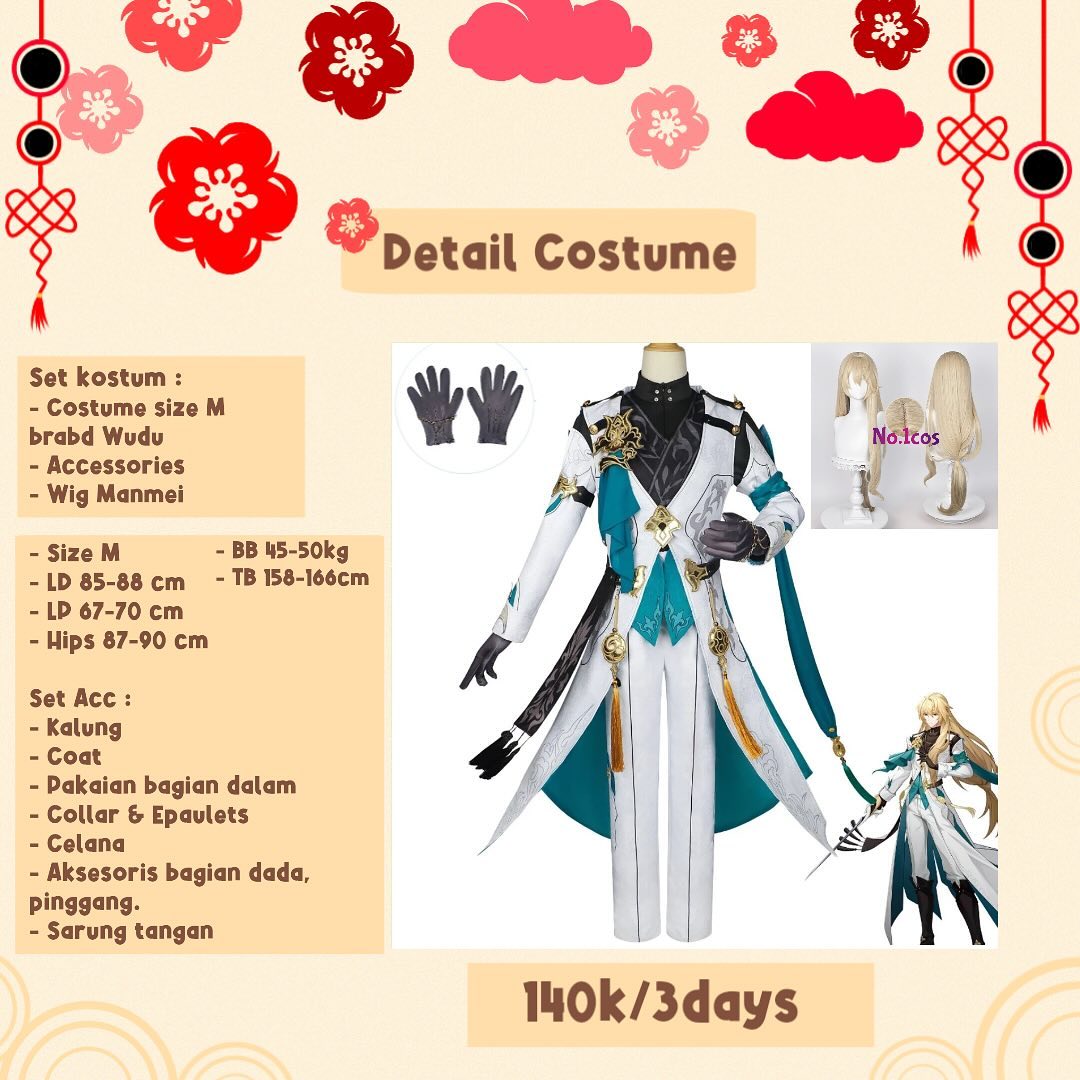 Detail Costume
Set kostum :
- Costume size M
brabd Wudu
- Accessories
- Wig Manmei
- Size M
- LD 85-88 cm
- LP 67-70 cm
- Hips 87-90 cm
- BB 45-50kg
- TB 158-166cm
Set Acc :
- Kalung
- Coat
- Pakaian bagian dalam
- Collar & Epaulets
- Celana
- Aksesoris bagian dada,
pinggang.
- Sarung tangan
No.1cos
140k/3days